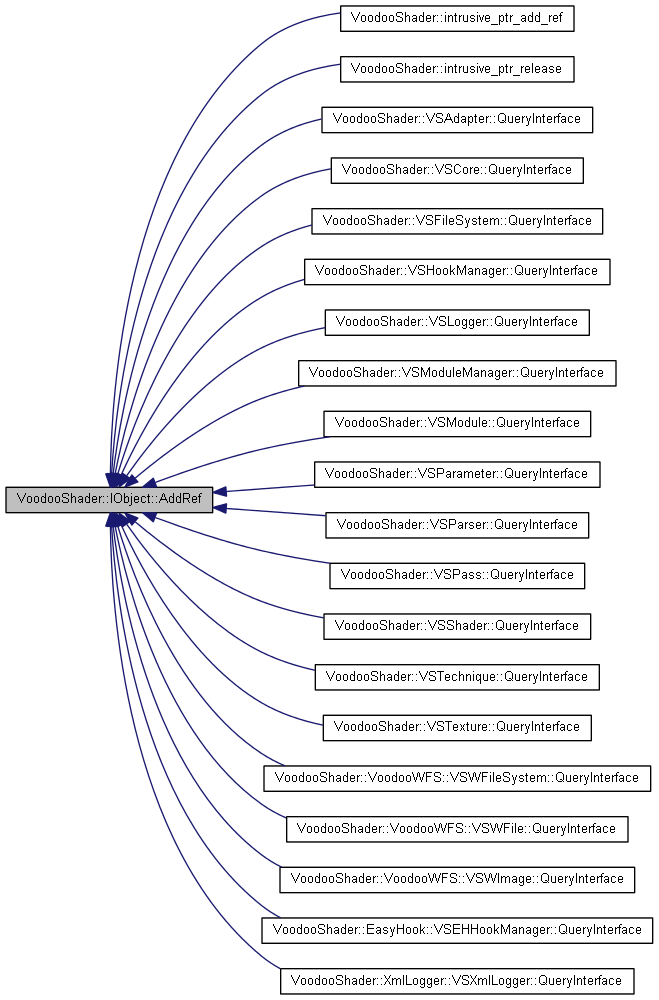 VoodooShader::intrusive_ptr_add_ref
VoodooShader::intrusive_ptr_release
VoodooShader::VSAdapter::QueryInterface
VoodooShader::VSCore::QueryInterface
VoodooShader::VSFileSystem::QueryInterface
VoodooShader::VSHookManager::QueryInterface
VoodooShader::VSLogger::QueryInterface
VoodooShader::VSModuleManager::QueryInterface
VoodooShader::VSModule::QueryInterface
VoodooShader::VSParameter::QueryInterface
VoodooShader::IObject::AddRef
VoodooShader::VSParser::QueryInterface
VoodooShader::VSPass::QueryInterface
VoodooShader::VSShader::QueryInterface
VoodooShader::VSTechnique::QueryInterface
VoodooShader::VSTexture::QueryInterface
VoodooShader::VoodooWFS::VSWFileSystem::QueryInterface
VoodooShader::VoodooWFS::VSWFile::QueryInterface
VoodooShader::VoodooWFS::VSWImage::QueryInterface
VoodooShader::EasyHook::VSEHHookManager::QueryInterface
VoodooShader::XmlLogger::VSXmlLogger::QueryInterface